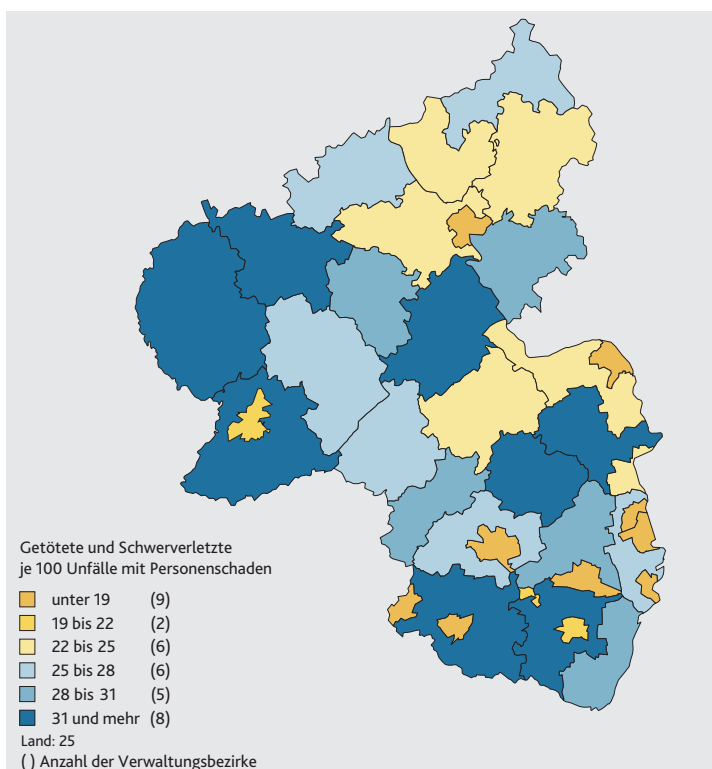 Getötete und Schwerverletzte
je 100 Unfälle mit Personenschaden
unter 19 (9)
19 bis 22 (2)
22 bis 25 (6)
25 bis 28 (6)
28 bis 31 (5)
31 und mehr (8)
Land: 25
( ) Anzahl der Verwaltungsbezirke